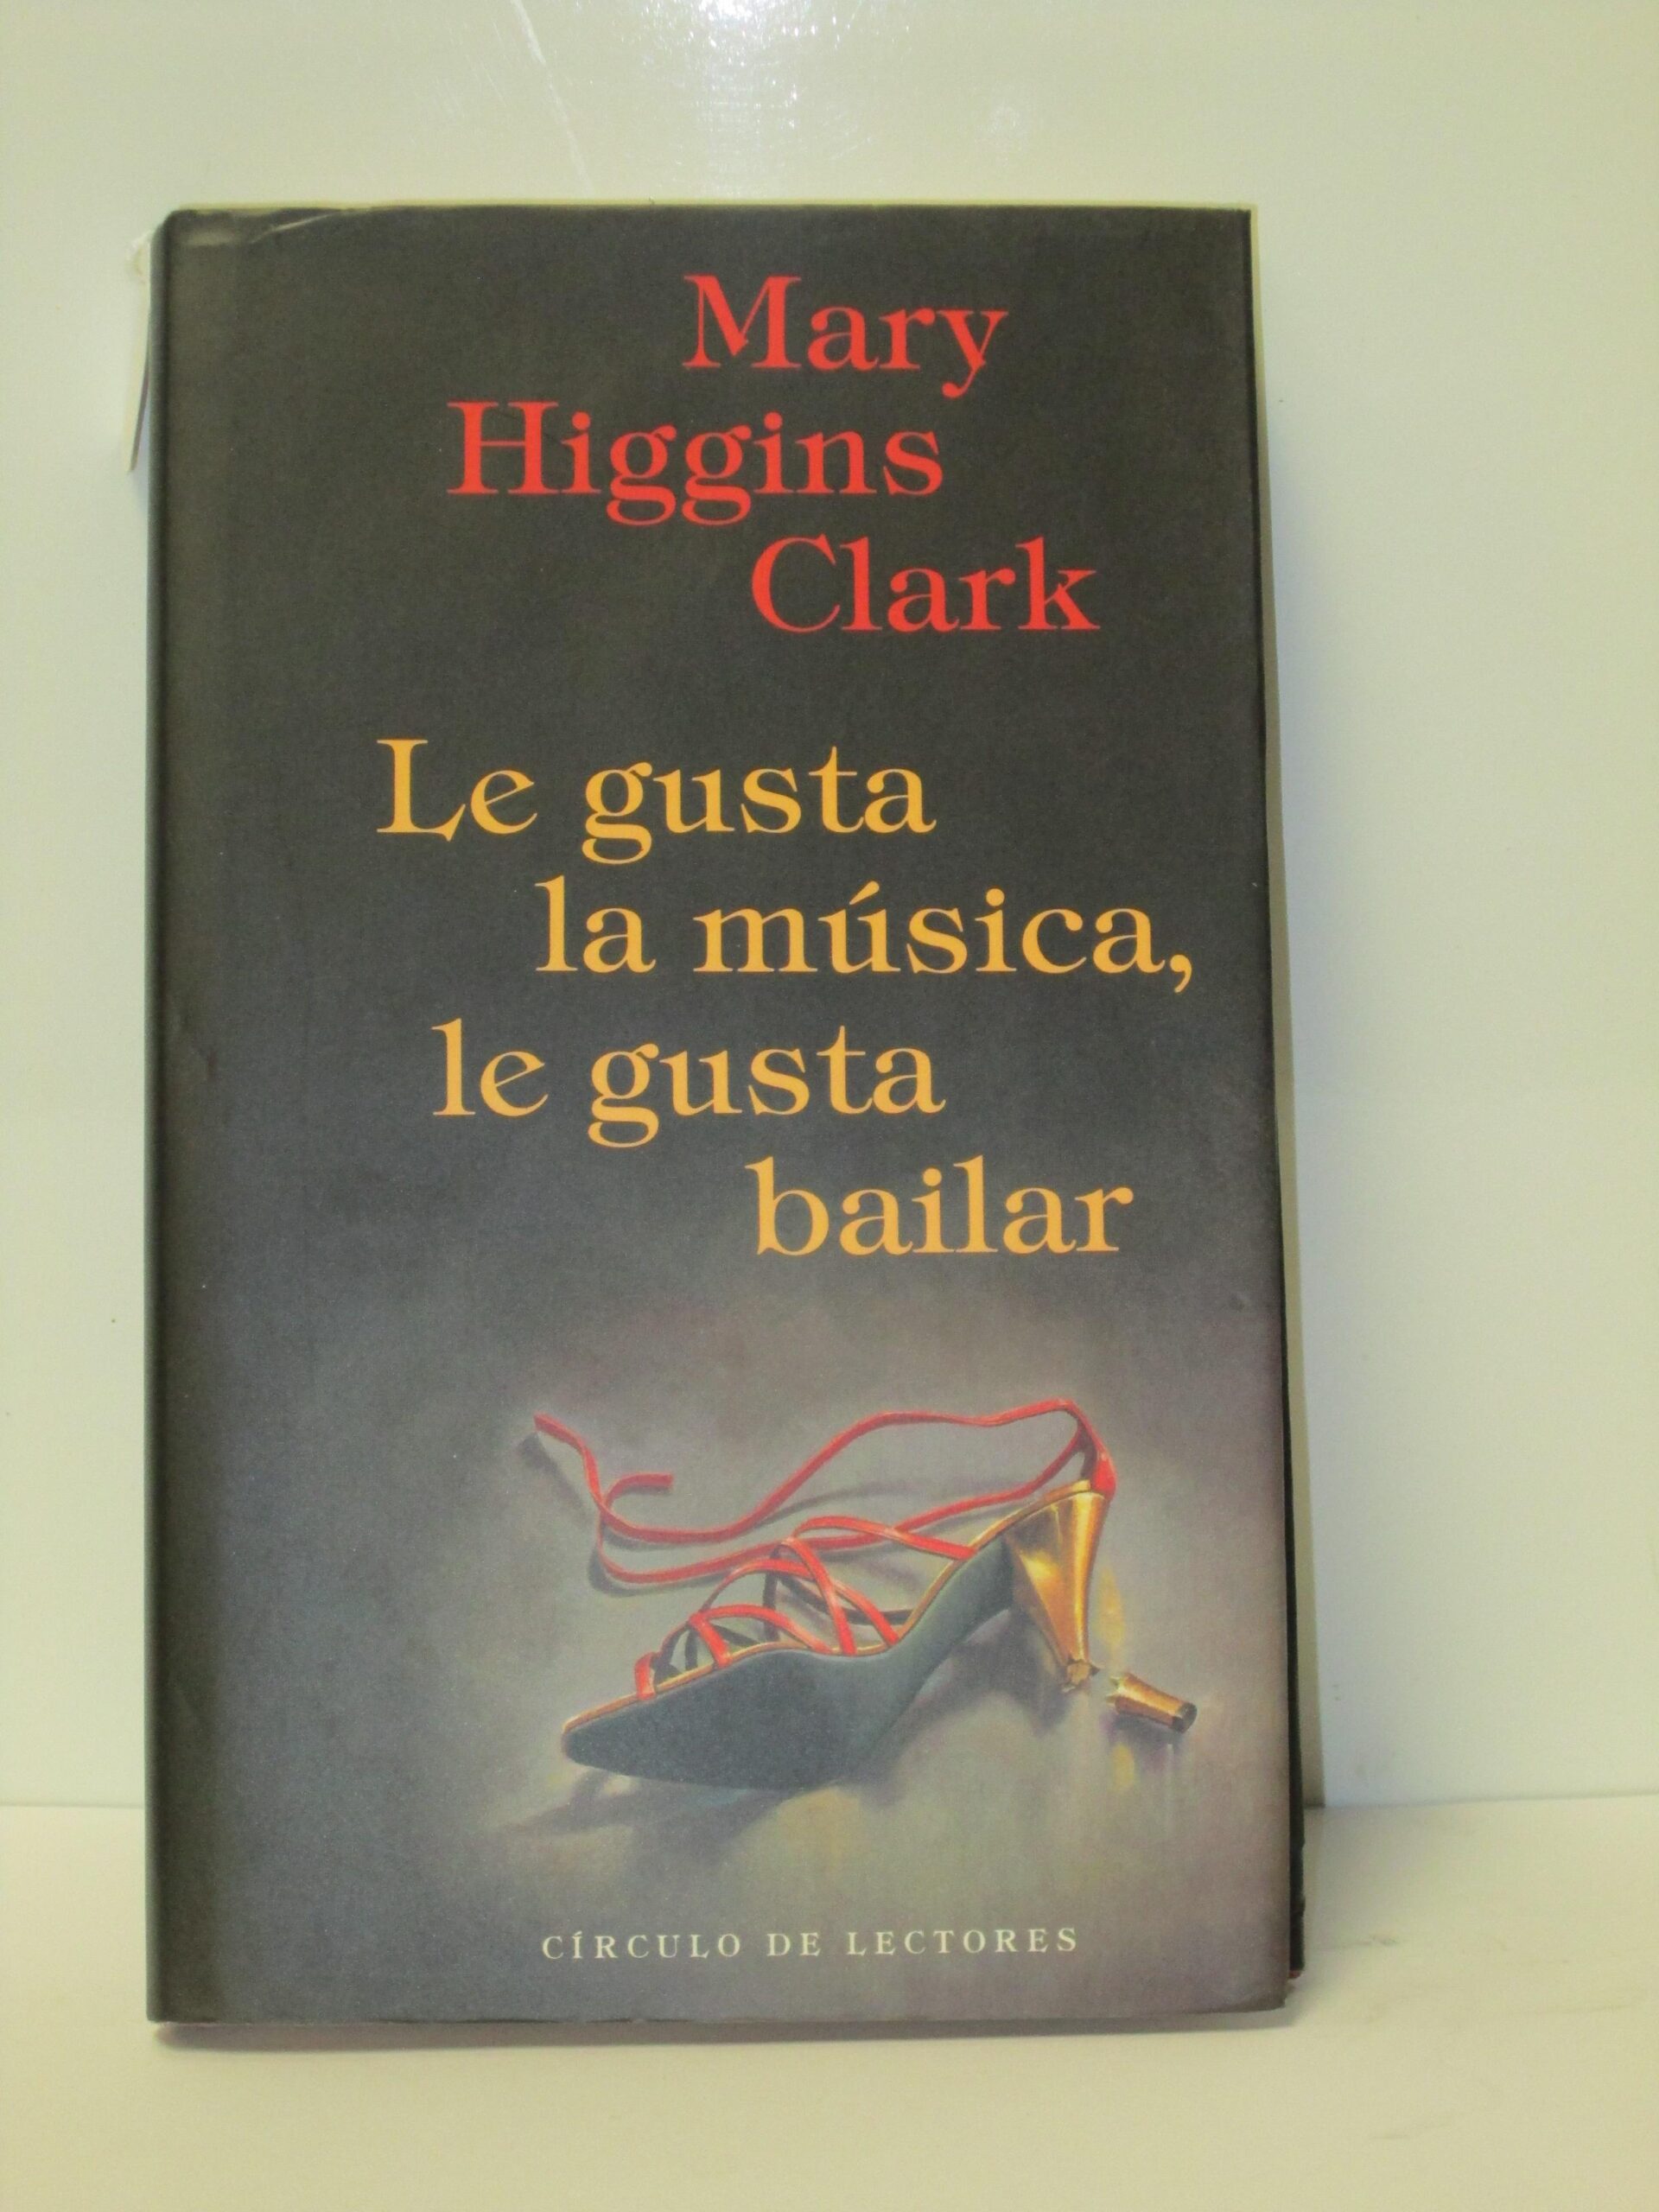 Mary
Higgins
Clark
Le gusta
la música,
le gusta
bailar
CÍRCULO DE LECTORES